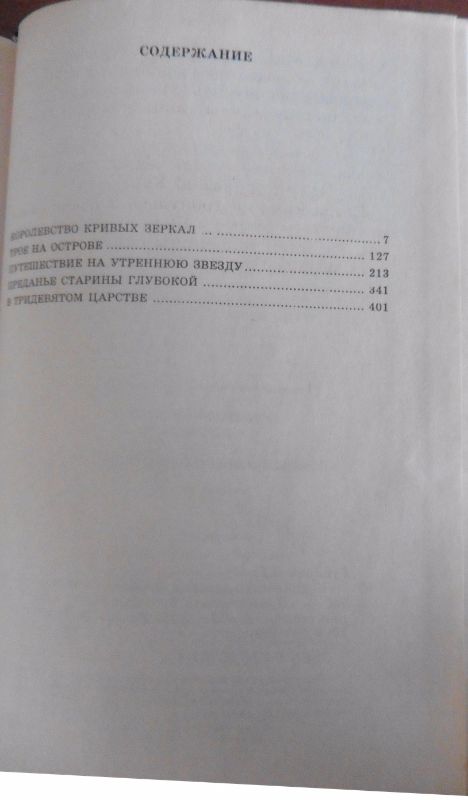 СОДЕРЖАНИЕ
КОРОЛЕВСТВО КРИВЫХ ЗЕРКАЛ .. ................................ 7
ТРОЕ НА ОСТРОВЕ ................................................ 127
ПУТЕШЕСТВИЕ НА УТРЕННЮЮ ЗВЕЗДУ ..................... 213
ПРЕДАНЬЕ СТАРИНЫ ГЛУБОКОЙ ............................... 341
В ТРИДЕВЯТОМ ЦАРСТВЕ ........................................ 401